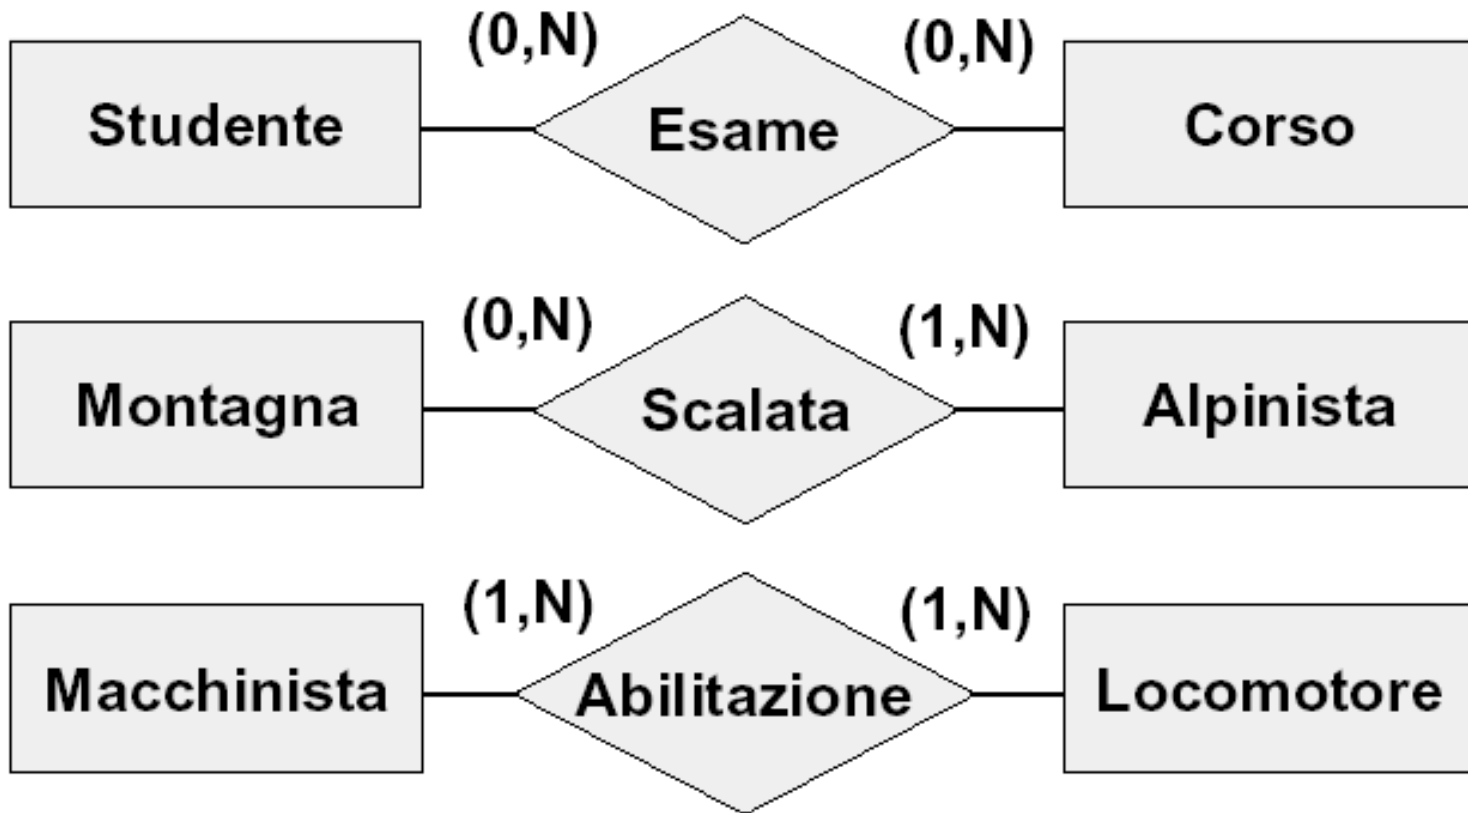 (0,N) (0,N)
Studente Esame Corso
(0,N) (1,N)
Montagna Scalata Alpinista
(1,N) (1,N)
Macchinista Abilitazione Locomotore